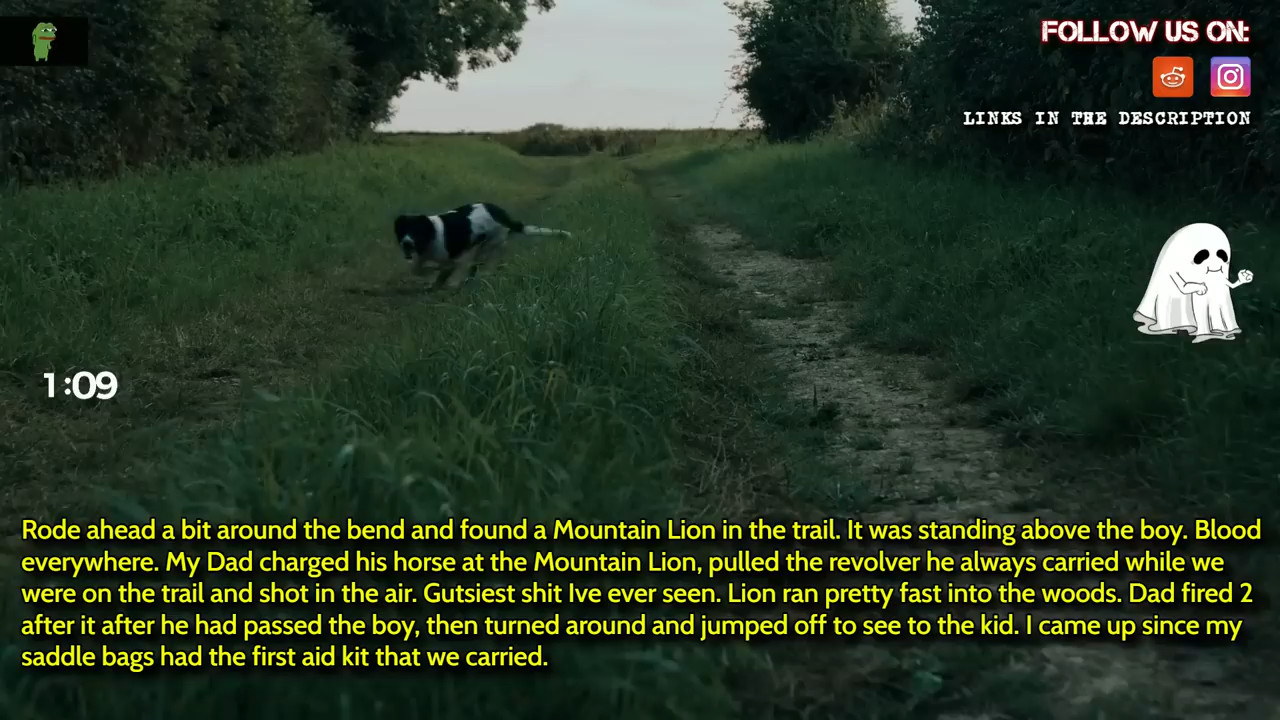 FOLLOW US ON:
LINKS IN THE DESCRIPTION
1:09
Rode ahead a bit around the bend and found a Mountain Lion in the trail. It was standing above the boy. Blood
everywhere. My Dad charged his horse at the Mountain Lion, pulled the revolver he always carried while we
were on the trail and shot in the air. Gutsiest shit Ive ever seen. Lion ran pretty fast into the woods. Dad fired 2
after it after he had passed the boy, then turned around and jumped off to see to the kid. I came up since my
saddle bags had the first aid kit that we carried.